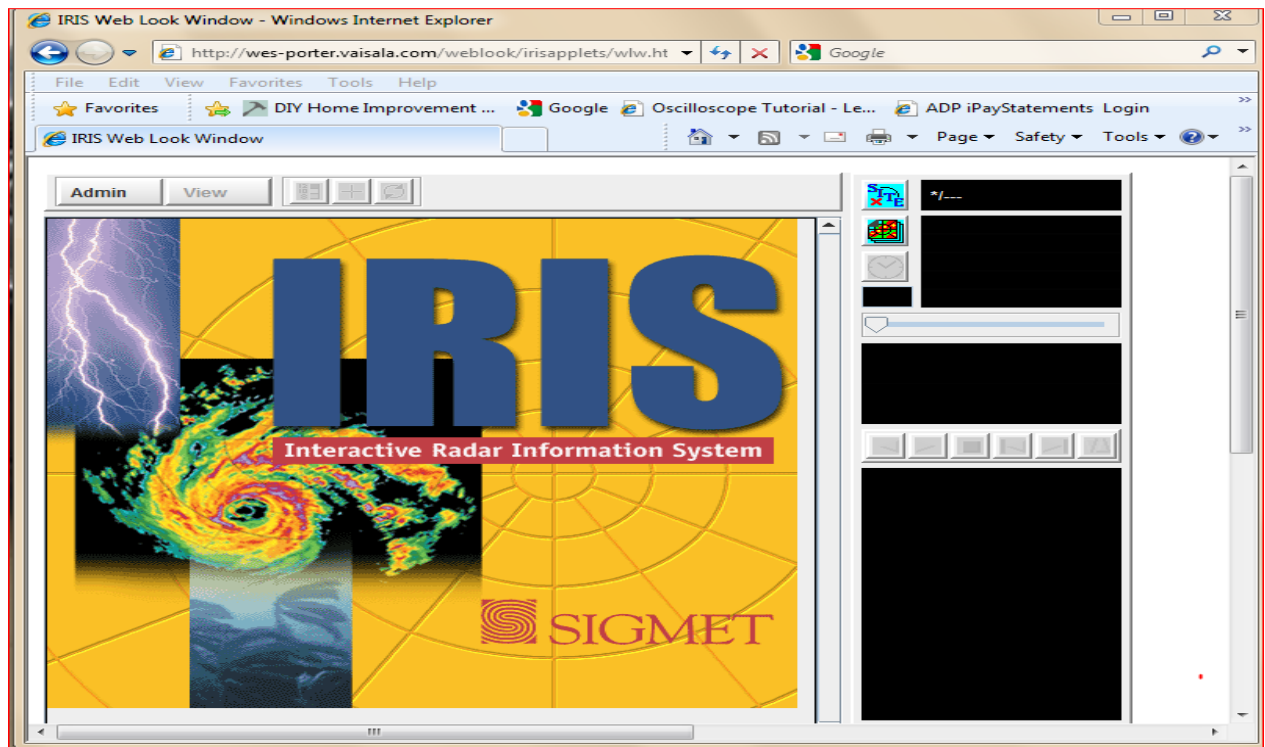 IRIS Web Look Window - Windows Internet Explorer
http://wes-porter.vaisala.com/weblook/irisapplets/wlw.ht
Google
File Edit View Favorites Tools Help
Favorites DIY Home Improvement ... Google Oscilloscope Tutorial - Le... ADP iPayStatements Login
IRIS Web Look Window
Page Safety Tools
Admin View
SITE
*/---
IRIS
Interactive Radar Information System
SIGMET